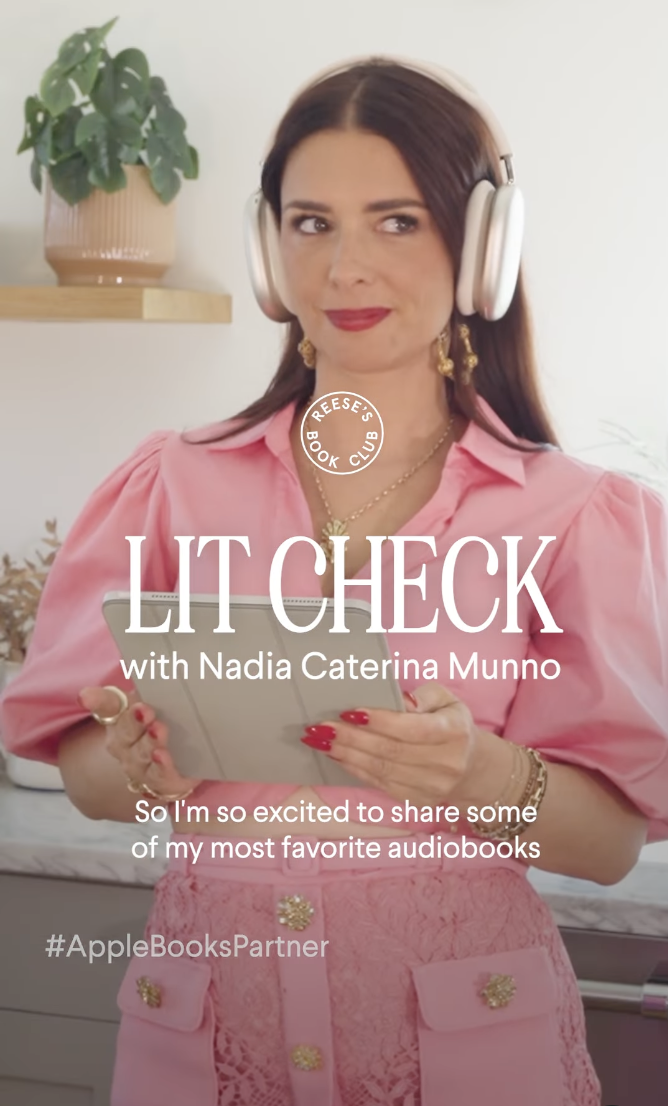 REESE'S
BOOK CLUB
LIT CHECK
with Nadia Caterina Munno
So I'm so excited to share some
of my most favorite audiobooks
#AppleBooksPartner